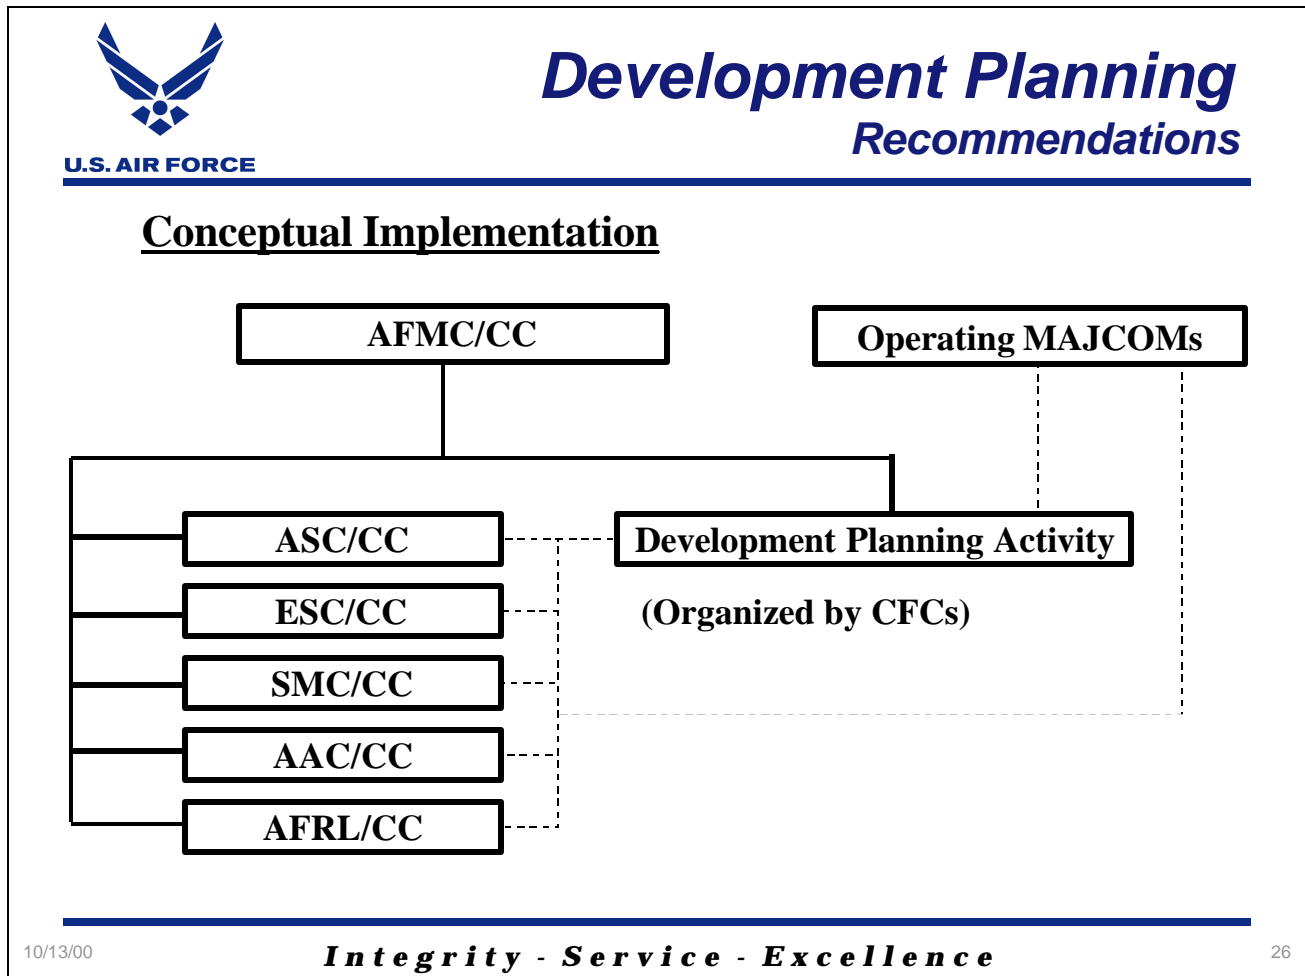 U.S. AIR FORCE
Development Planning
Recommendations
Conceptual Implementation
AFMC/CC
Operating MAJCOMs
ASC/CC
Development Planning Activity
ESC/CC
(Organized by CFCs)
SMC/CC
AAC/CC
AFRL/CC
10/13/00
Integrity - Service - Excellence
26